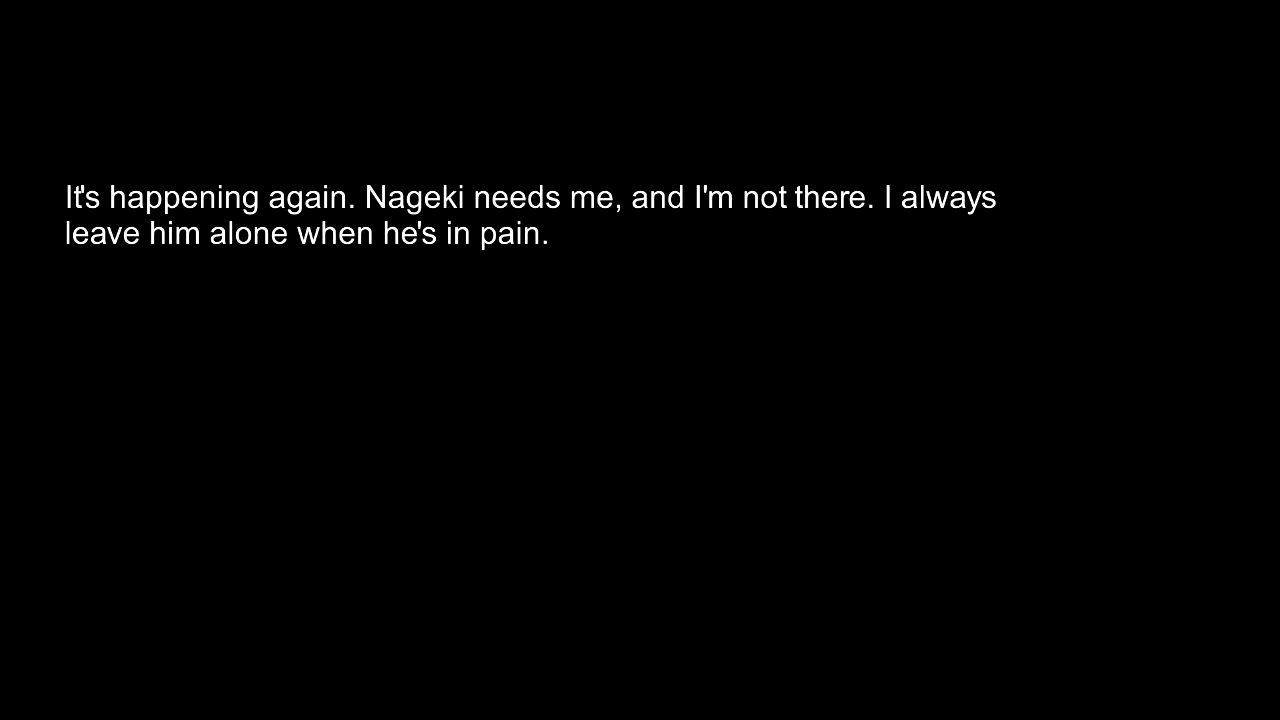 It's happening again. Nageki needs me, and I'm not there. I always
leave him alone when he's in pain.